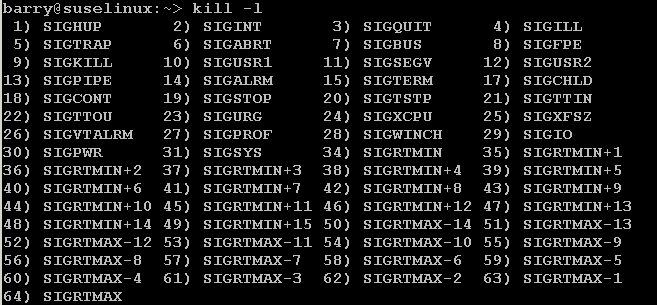 barry@suselinux:~> kill -l
 1) SIGHUP       2) SIGINT       3) SIGQUIT      4) SIGILL
 5) SIGTRAP      6) SIGABRT      7) SIGBUS       8) SIGFPE
 9) SIGKILL     10) SIGUSR1     11) SIGSEGV     12) SIGUSR2
13) SIGPIPE     14) SIGALRM     15) SIGTERM     17) SIGCHLD
18) SIGCONT     19) SIGSTOP     20) SIGTSTP     21) SIGTTIN
22) SIGTTOU     23) SIGURG      24) SIGXCPU     25) SIGXFSZ
26) SIGVTALRM   27) SIGPROF     28) SIGWINCH    29) SIGIO
30) SIGPWR      31) SIGSYS      34) SIGRTMIN    35) SIGRTMIN+1
36) SIGRTMIN+2  37) SIGRTMIN+3  38) SIGRTMIN+4  39) SIGRTMIN+5
40) SIGRTMIN+6  41) SIGRTMIN+7  42) SIGRTMIN+8  43) SIGRTMIN+9
44) SIGRTMIN+10 45) SIGRTMIN+11 46) SIGRTMIN+12 47) SIGRTMIN+13
48) SIGRTMIN+14 49) SIGRTMIN+15 50) SIGRTMAX-14 51) SIGRTMAX-13
52) SIGRTMAX-12 53) SIGRTMAX-11 54) SIGRTMAX-10 55) SIGRTMAX-9
56) SIGRTMAX-8  57) SIGRTMAX-7  58) SIGRTMAX-6  59) SIGRTMAX-5
60) SIGRTMAX-4  61) SIGRTMAX-3  62) SIGRTMAX-2  63) SIGRTMAX-1
64) SIGRTMAX